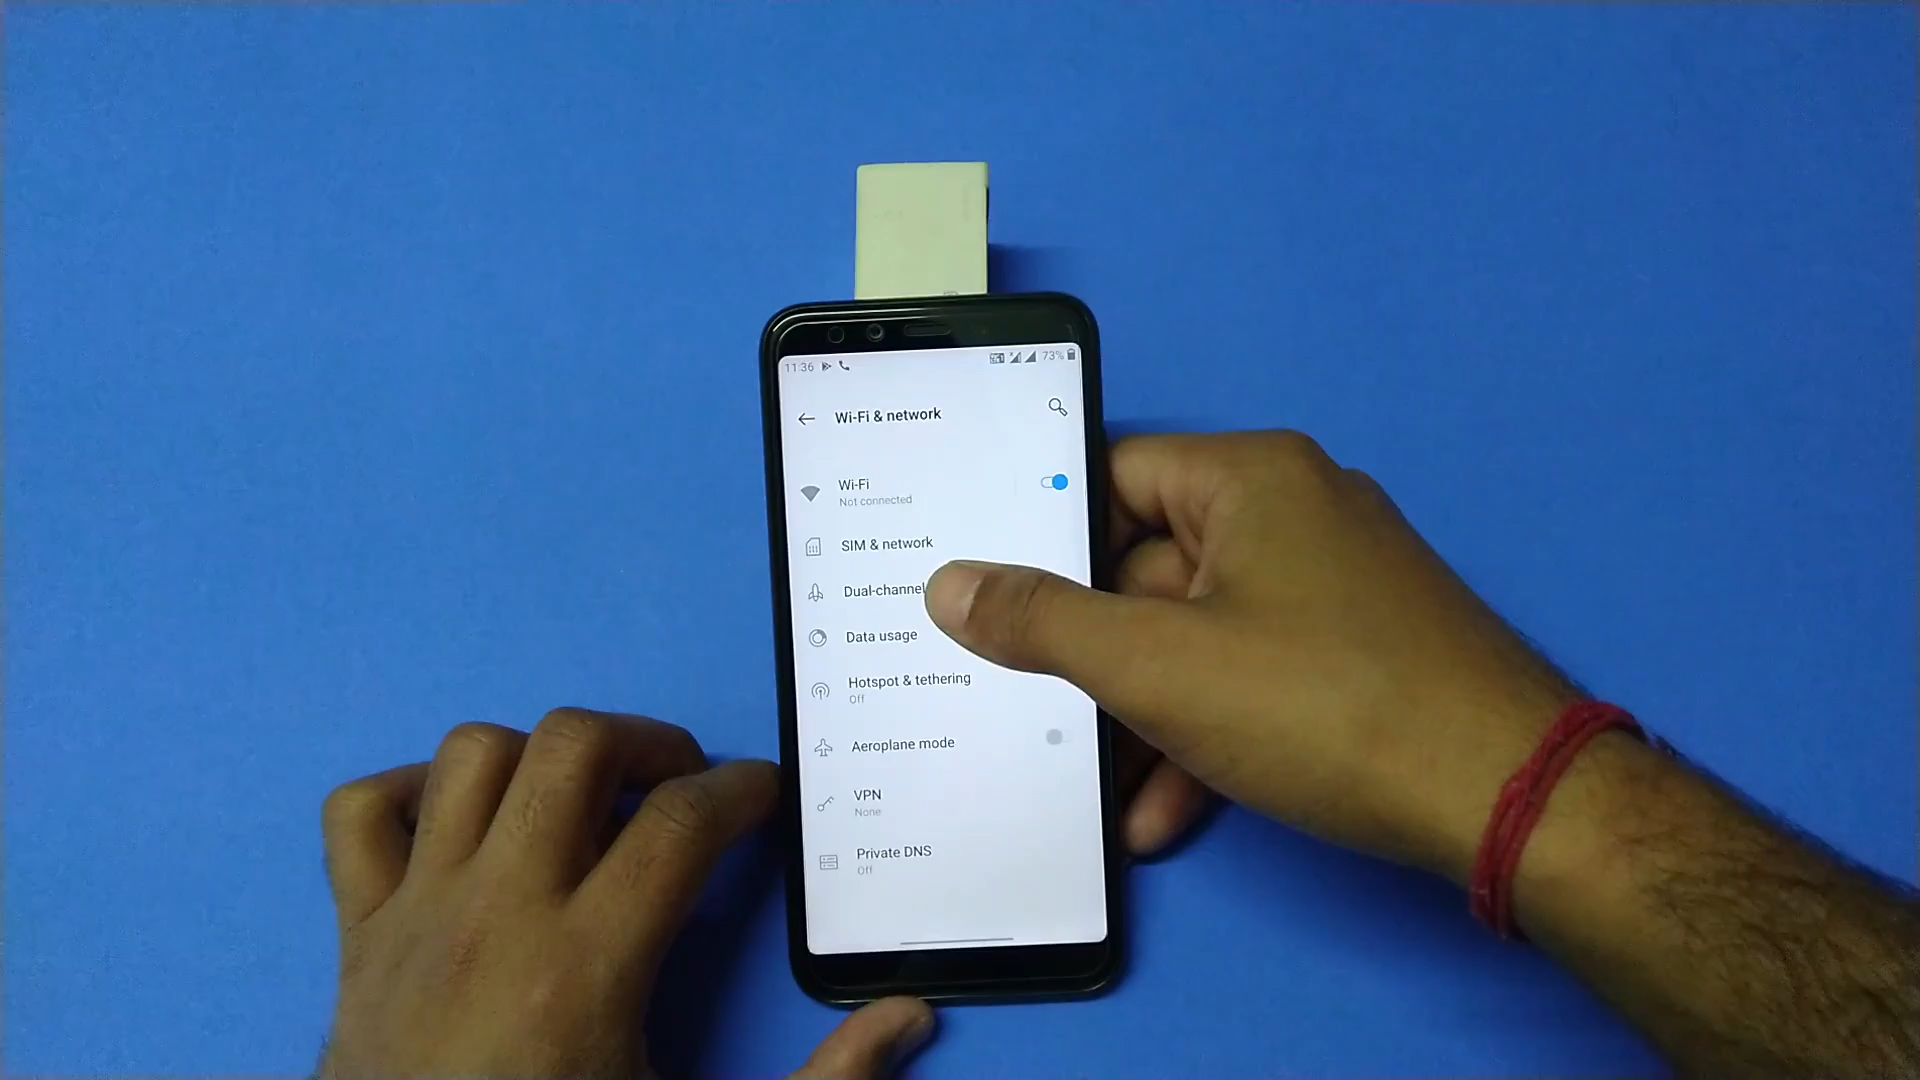 11:36
73%
Wi-Fi & network
Wi-Fi
Not connected
SIM & network
Dual-channel
Data usage
Hotspot & tethering
Off
Aeroplane mode
VPN
None
Private DNS
Off